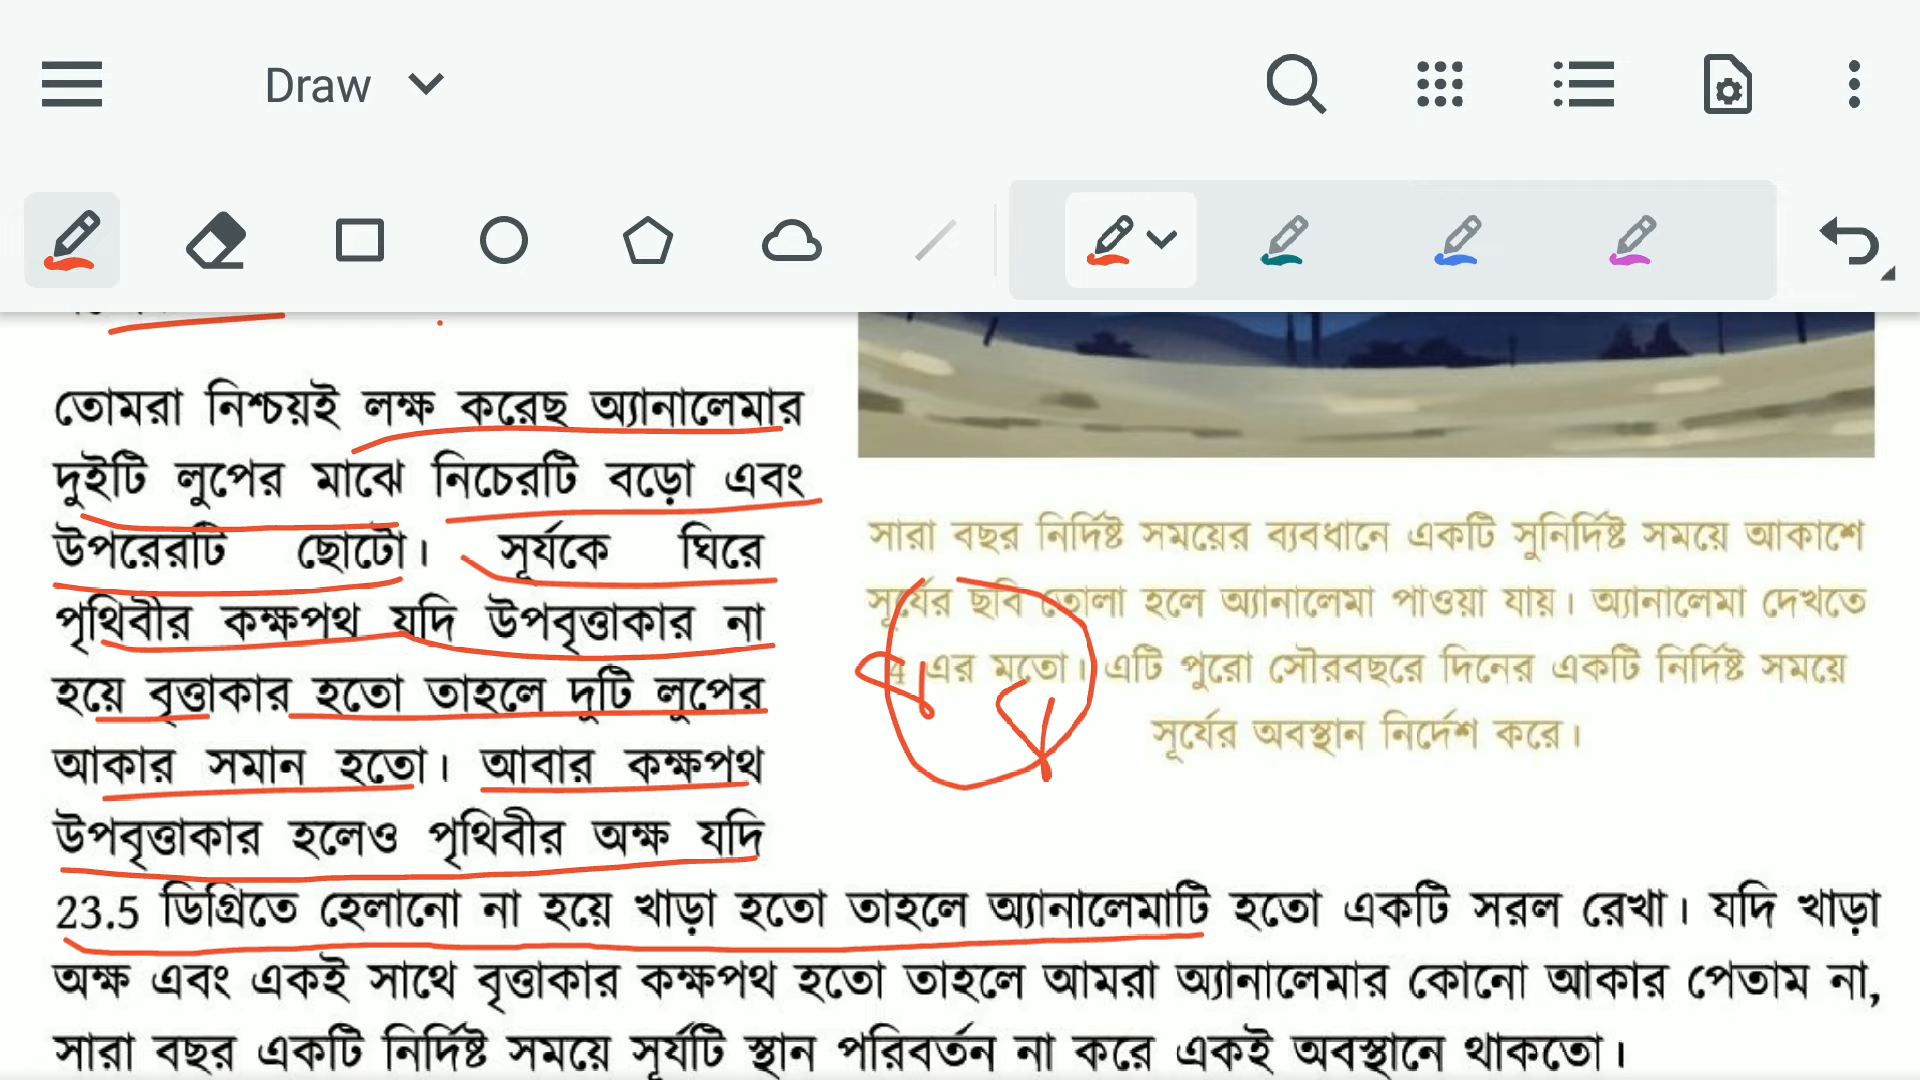 Draw
তোমরা নিশ্চয়ই লক্ষ করেছ অ্যানালেমার
দুইটি লুপের মাঝে নিচেরটি বড়ো এবং
উপরেরটি ছোটো। সূর্যকে ঘিরে
পৃথিবীর কক্ষপথ যদি উপবৃত্তাকার না
হয়ে বৃত্তাকার হতো তাহলে দুটি লুপের
আকার সমান হতো। আবার কক্ষপথ
উপবৃত্তাকার হলেও পৃথিবীর অক্ষ যদি
23.5 ডিগ্রিতে হেলানো না হয়ে খাড়া হতো তাহলে অ্যানালেমাটি হতো একটি সরল রেখা। যদি খাড়া
অক্ষ এবং একই সাথে বৃত্তাকার কক্ষপথ হতো তাহলে আমরা অ্যানালেমার কোনো আকার পেতাম না,
সারা বছর একটি নির্দিষ্ট সময়ে সূর্যটি স্থান পরিবর্তন না করে একই অবস্থানে থাকতো।
সারা বছর নির্দিষ্ট সময়ের ব্যবধানে একটি সুনির্দিষ্ট সময়ে আকাশে
সূর্যের ছবি তোলা হলে অ্যানালেমা পাওয়া যায়। অ্যানালেমা দেখতে
এর মতো। এটি পুরো সৌরবছরে দিনের একটি নির্দিষ্ট সময়ে
সূর্যের অবস্থান নির্দেশ করে।